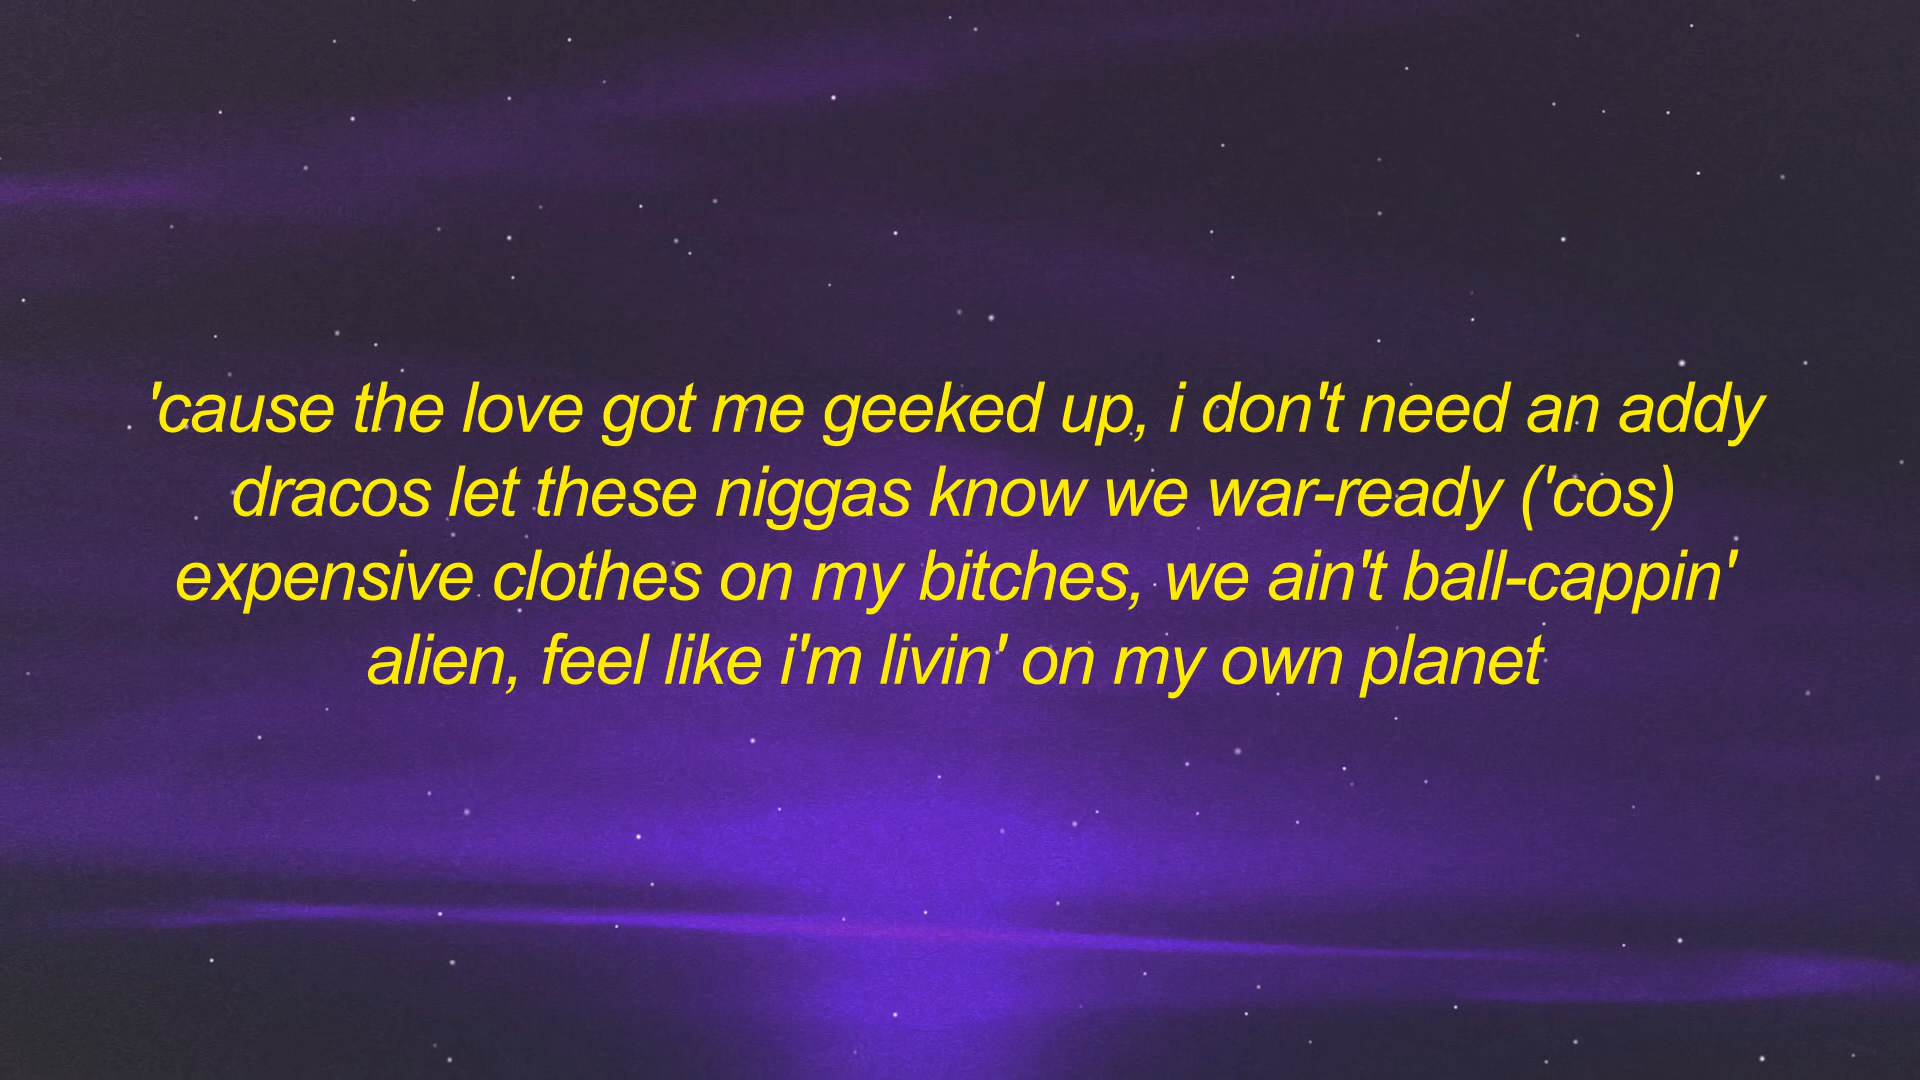 'cause the love got me geeked up, i don't need an addy
dracos let these niggas know we war-ready ('cos)
expensive clothes on my bitches, we ain't ball-cappin'
alien, feel like i'm livin' on my own planet